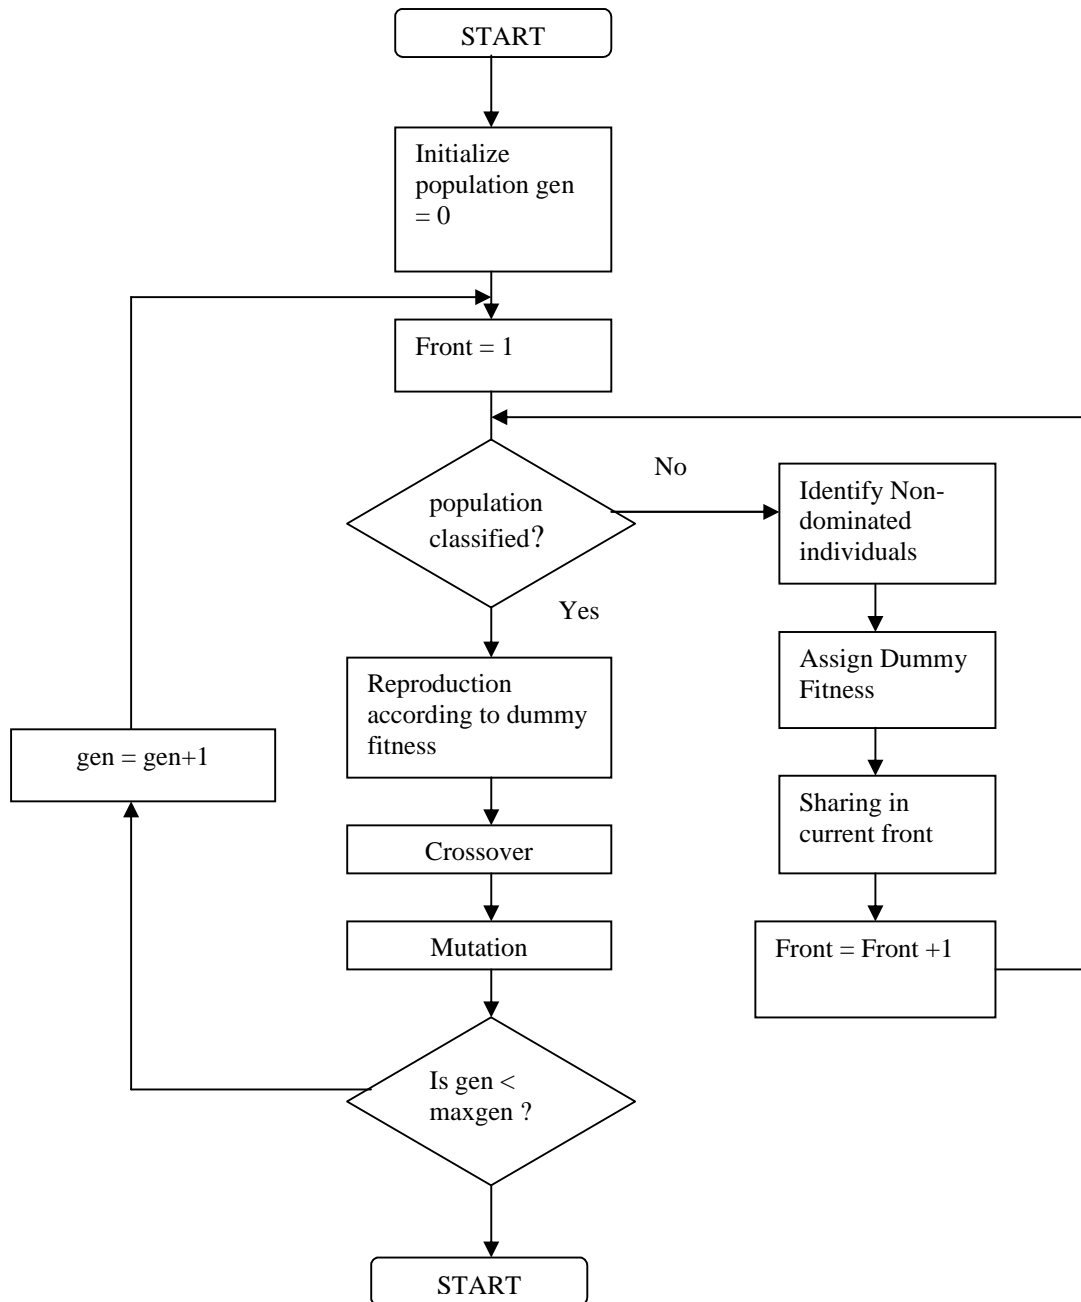 START
Initialize
population gen
= 0
Front = 1
No
population
classified?
Identify Non-
dominated
individuals
Yes
Assign Dummy
Fitness
Reproduction
according to dummy
fitness
gen = gen+1
Sharing in
current front
Crossover
Mutation
Front = Front +1
Is gen <
maxgen ?
START